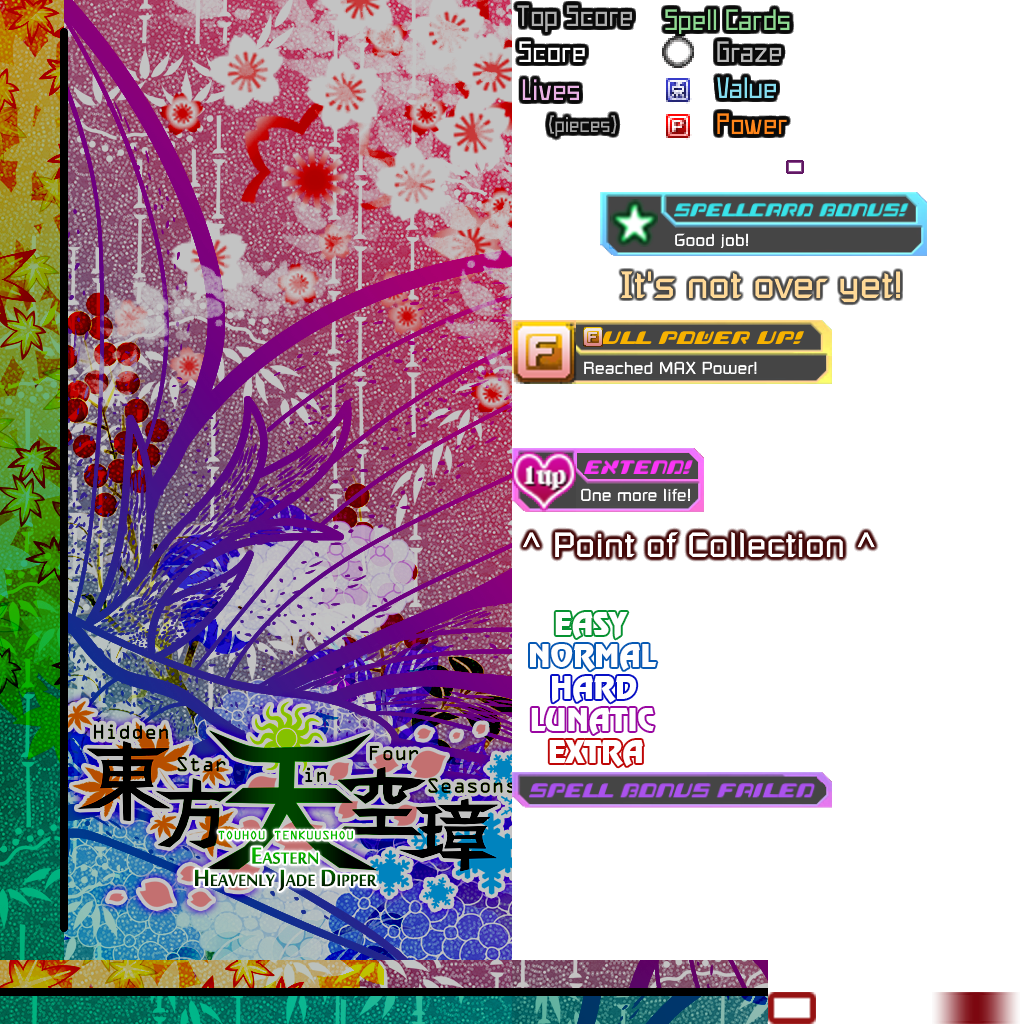 Top Score
Spell Cards
Score
Graze
Lives
Value
(pieces)
P
Power
SPELLCARD BONUS!
Good job!
It's not over yet!
F
FULL POWER UP!
Reached MAX Power!
1up
EXTEND!
One more life!
^ Point of Collection ^
EASY
NORMAL
HARD
LUNATIC
EXTRA
SPELL BONUS FAILED
Hidden
Star
in
Four
Seasons
東方天空璋
TOUHOU TENKUUSHOU
EASTERN
HEAVENLY JADE DIPPER